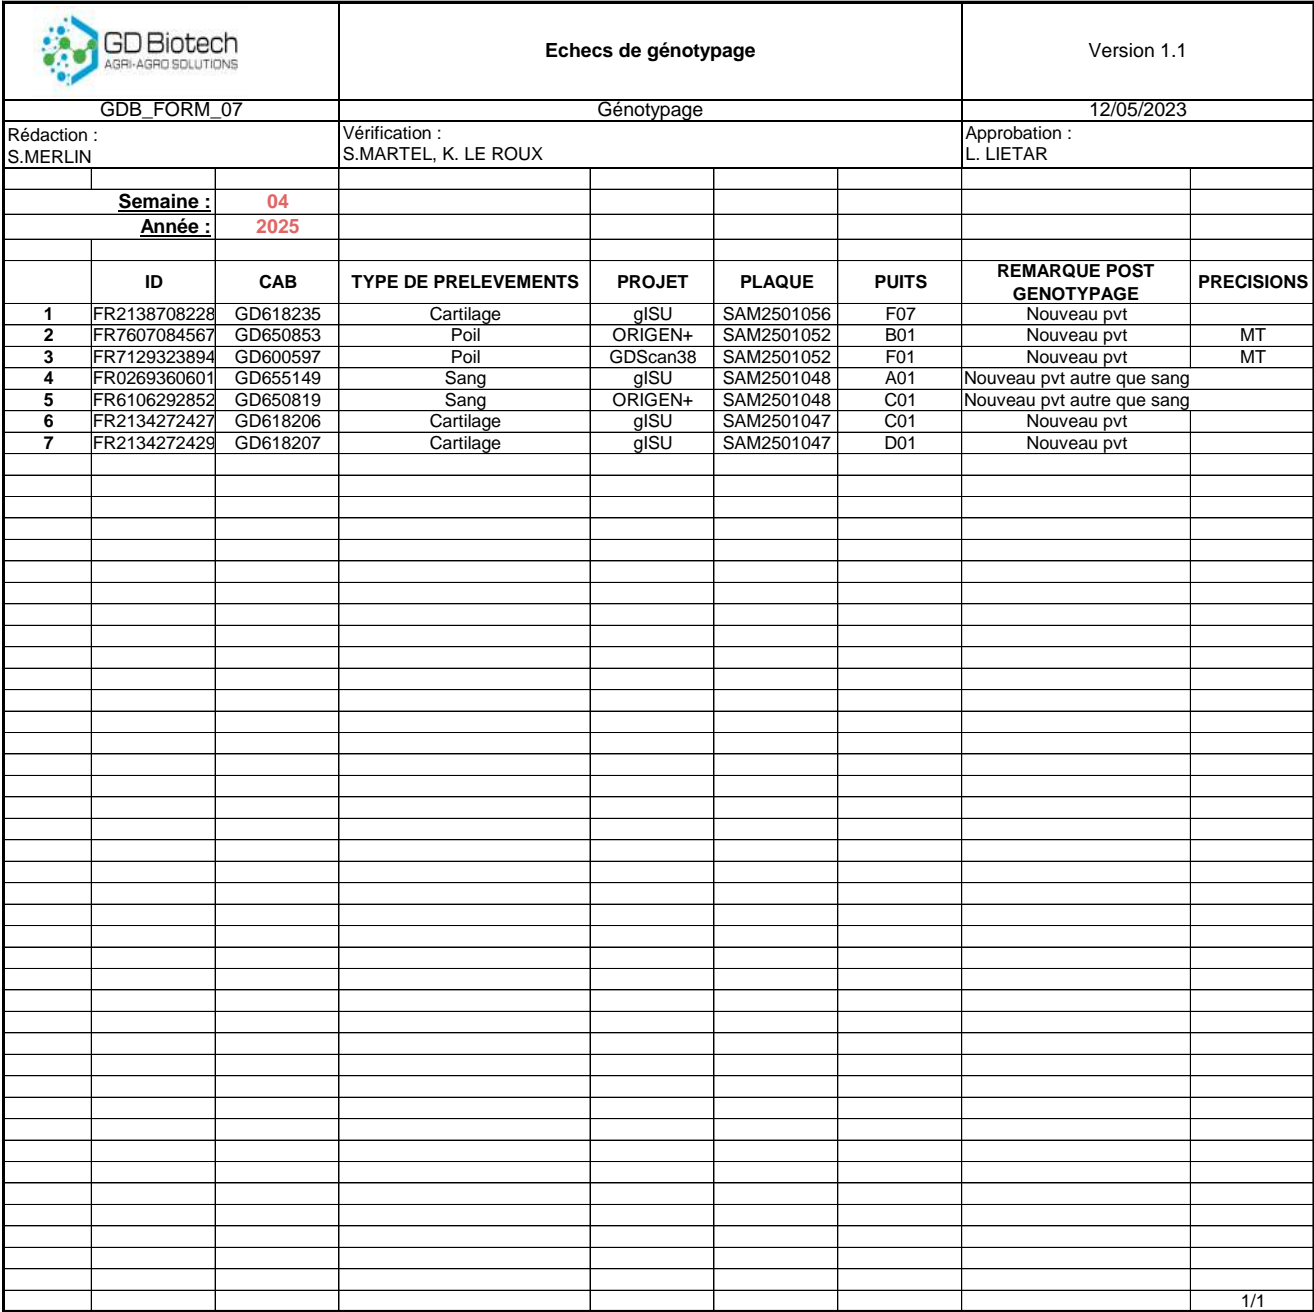 GD Biotech
AGRI-AGRO SOLUTIONS
Echecs de génotypage
Version 1.1
GDB_FORM_07
Génotypage
12/05/2023
Rédaction :
S.MERLIN
Vérification :
S.MARTEL, K. LE ROUX
Approbation :
L. LIETAR
Semaine : 04
Année : 2025
ID CAB TYPE DE PRELEVEMENTS PROJET PLAQUE PUITS REMARQUE POST GENOTYPAGE PRECISIONS
1 FR2138708228 GD618235 Cartilage gISU SAM2501056 F07 Nouveau pvt
2 FR7607084567 GD650853 Poil ORIGEN+ SAM2501052 B01 Nouveau pvt MT
3 FR7129323894 GD600597 Poil GDScan38 SAM2501052 F01 Nouveau pvt MT
4 FR0269360601 GD655149 Sang gISU SAM2501048 A01 Nouveau pvt autre que sang
5 FR6106292852 GD650819 Sang ORIGEN+ SAM2501048 C01 Nouveau pvt autre que sang
6 FR2134272427 GD618206 Cartilage gISU SAM2501047 C01 Nouveau pvt
7 FR2134272429 GD618207 Cartilage gISU SAM2501047 D01 Nouveau pvt
1/1